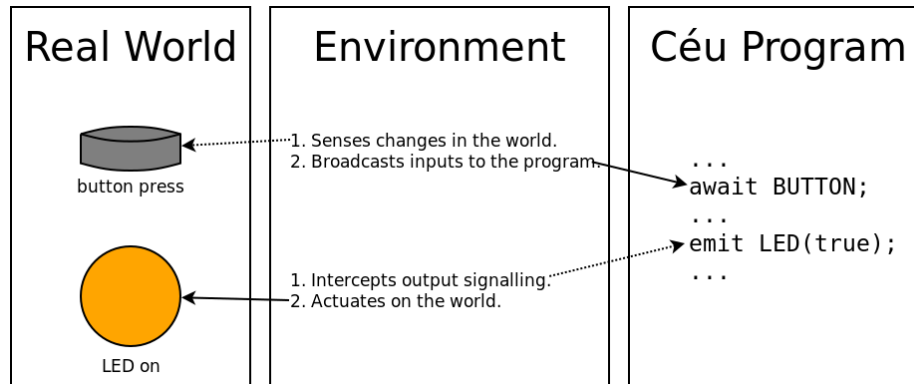 Real World
Environment
Céu Program
button press
1. Senses changes in the world.
2. Broadcasts inputs to the program.
...
await BUTTON;
...
emit LED(true);
...
1. Intercepts output signalling.
2. Actuates on the world.
LED on